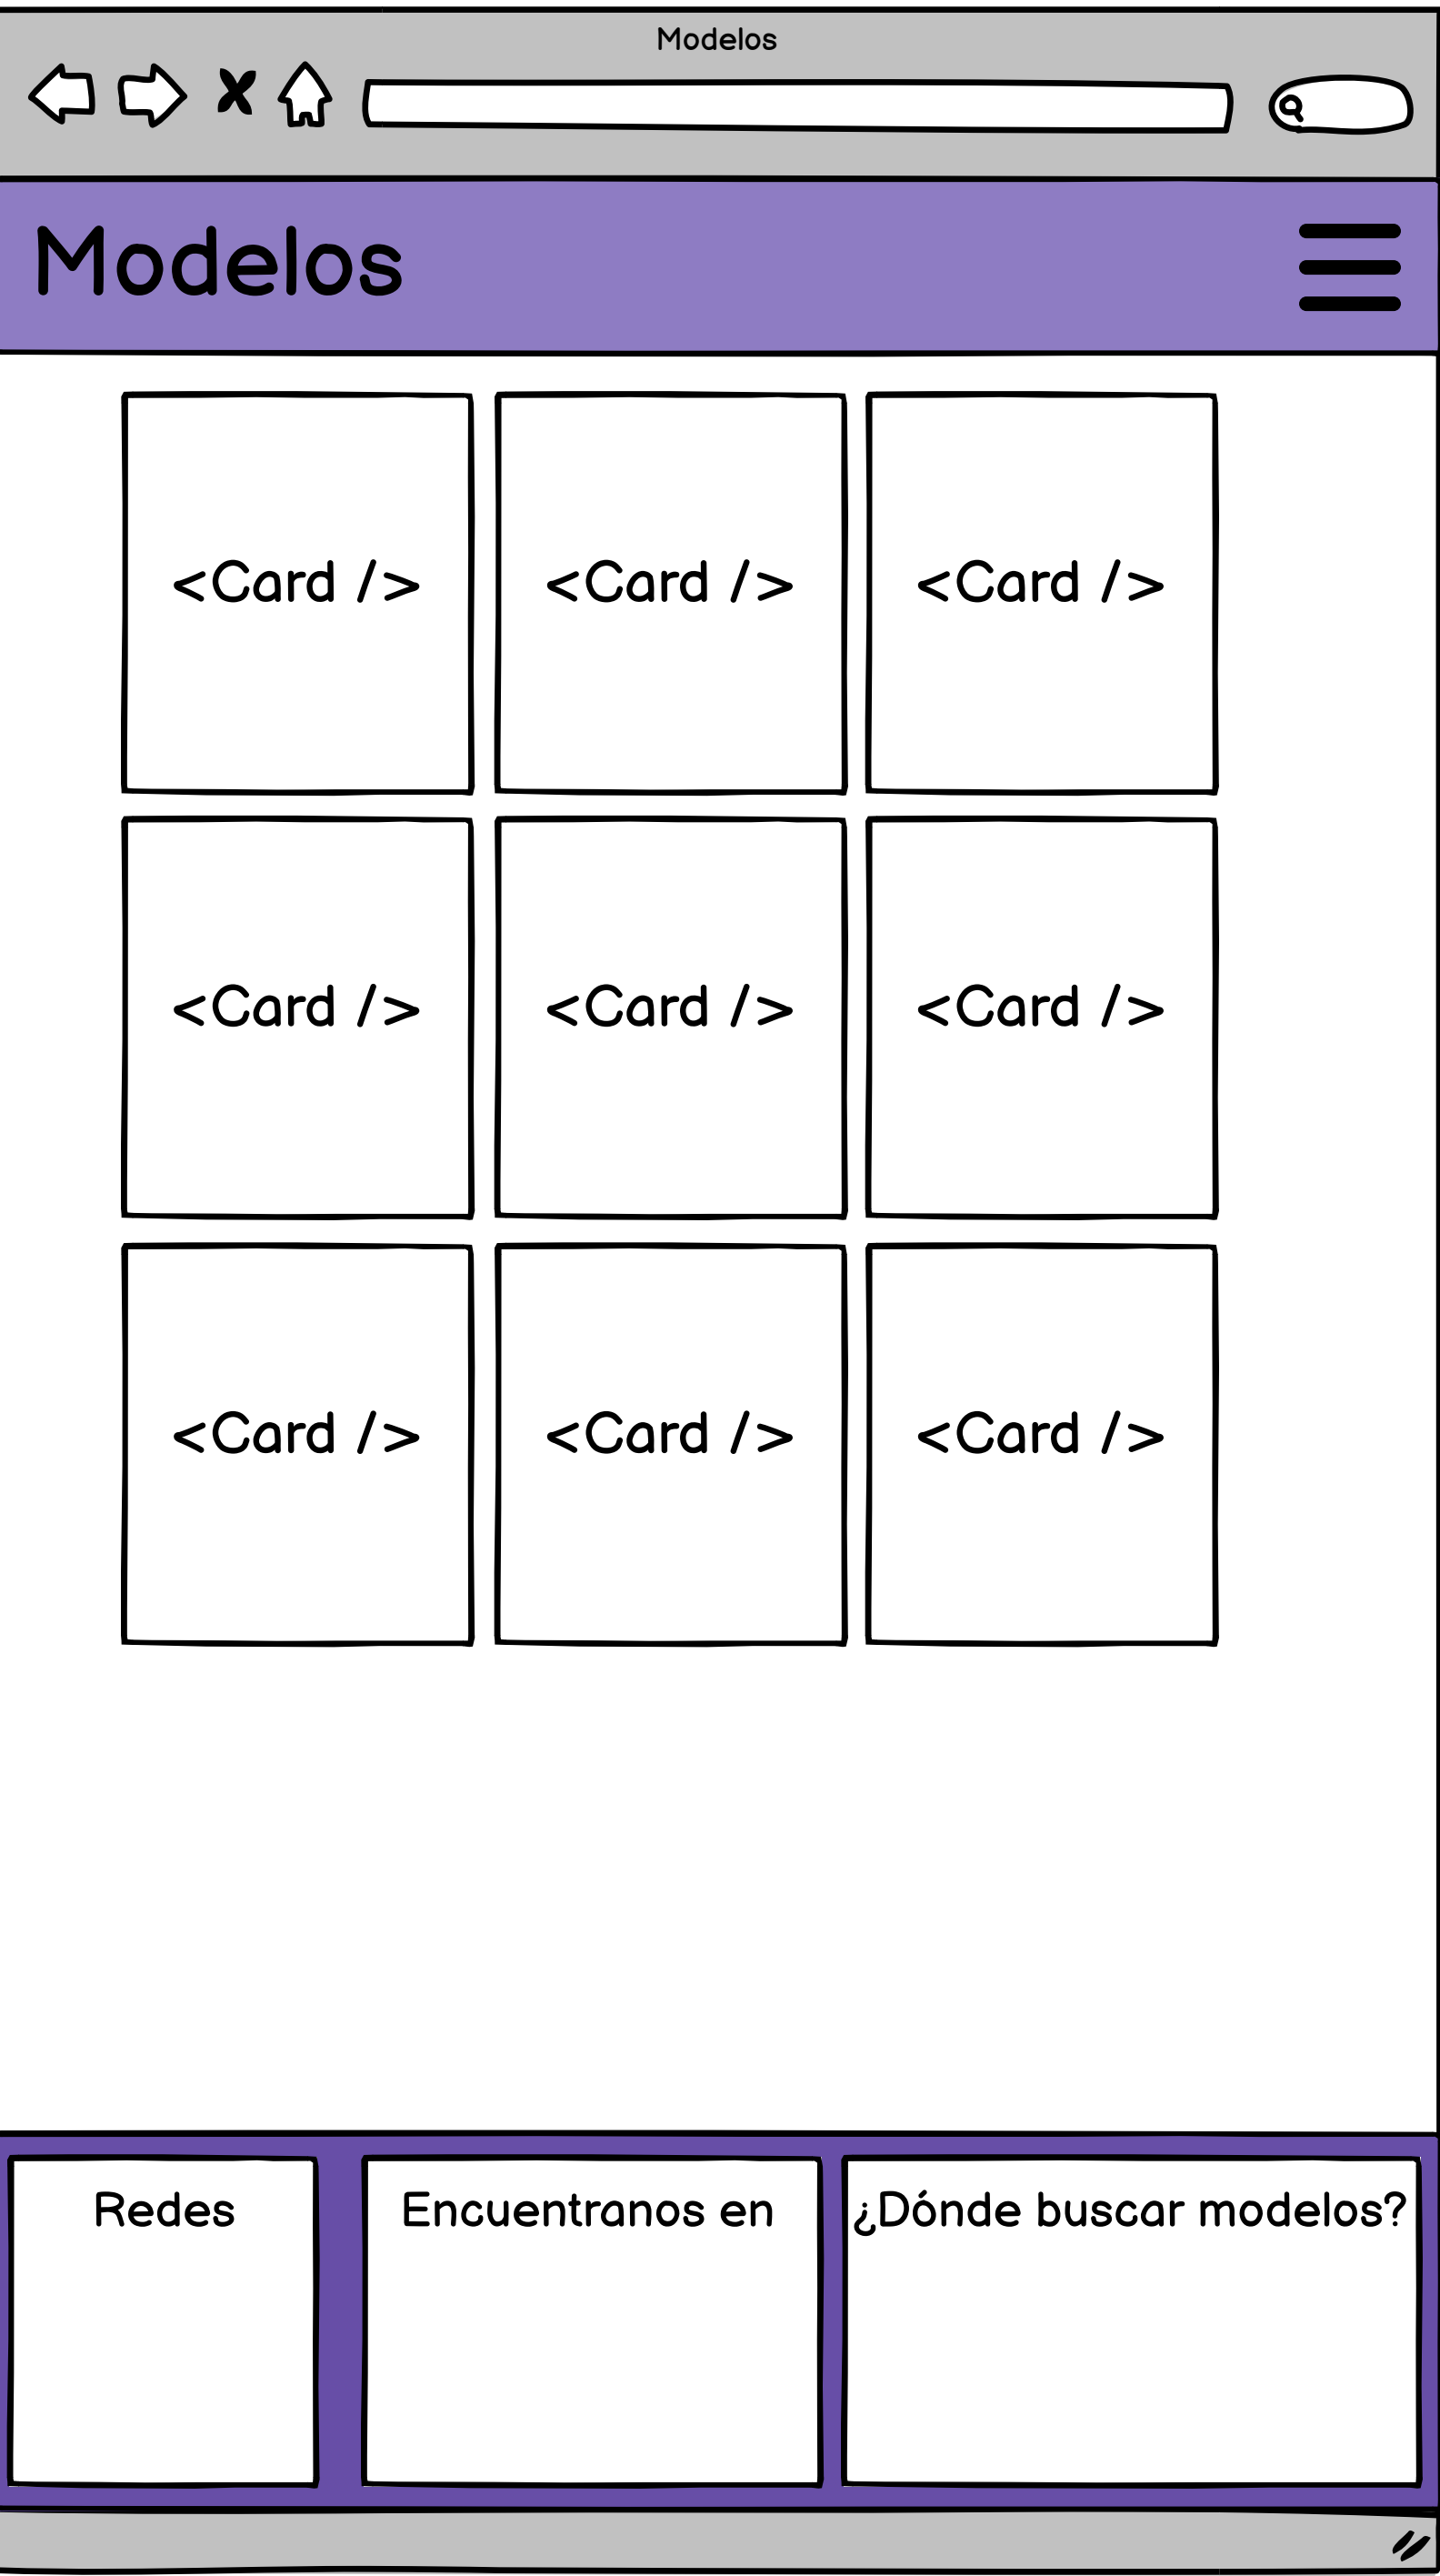 Modelos
Modelos
<Card /> <Card /> <Card />
<Card /> <Card /> <Card />
<Card /> <Card /> <Card />
Redes
Encuentranos en
¿Dónde buscar modelos?